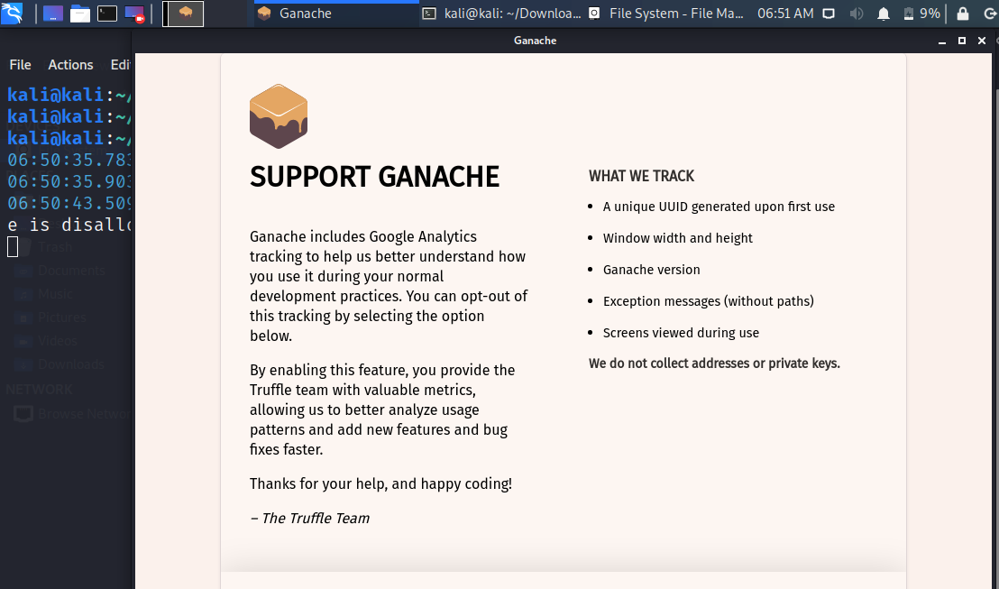 Ganache
kali@kali: ~/Downloa...
File System - File Ma...
06:51 AM
9%
Ganache
File Actions Edi
kali@kali:~/
kali@kali:~/
kali@kali:~/
06:50:35.783
06:50:35.903
06:50:43.509
e is disallo
Trash
Documents
Music
Pictures
Videos
Downloads
NETWORK
Browse Networ
SUPPORT GANACHE
Ganache includes Google Analytics
tracking to help us better understand how
you use it during your normal
development practices. You can opt-out of
this tracking by selecting the option
below.
By enabling this feature, you provide the
Truffle team with valuable metrics,
allowing us to better analyze usage
patterns and add new features and bug
fixes faster.
Thanks for your help, and happy coding!
– The Truffle Team
WHAT WE TRACK
• A unique UUID generated upon first use
• Window width and height
• Ganache version
• Exception messages (without paths)
• Screens viewed during use
We do not collect addresses or private keys.